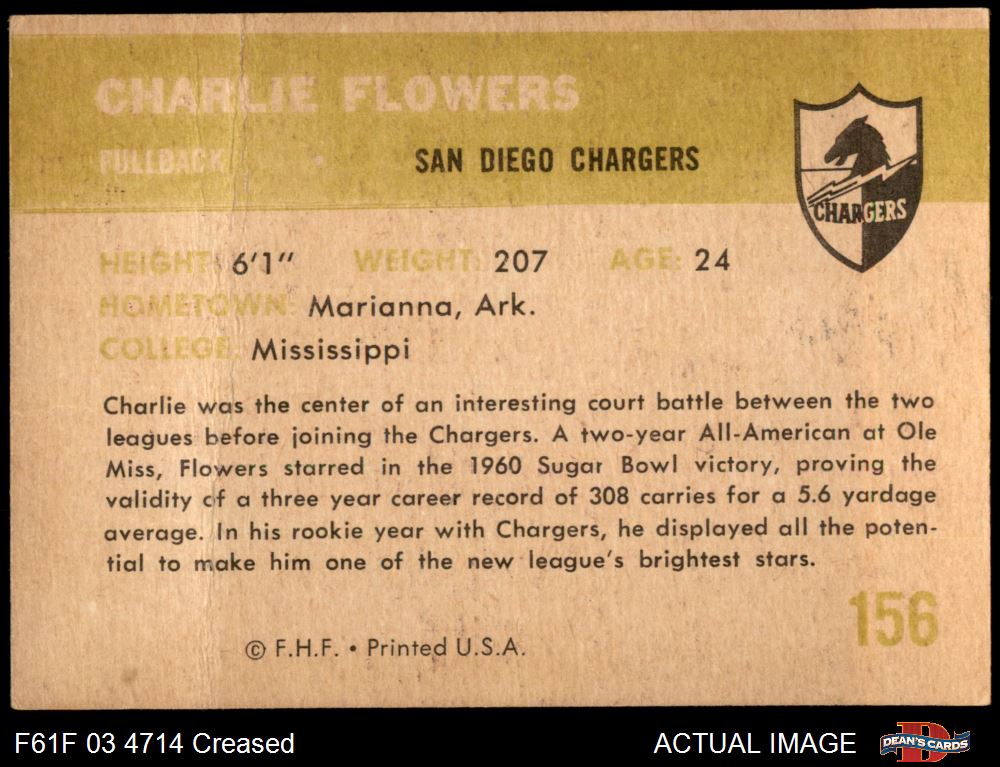 CHARLIE FLOWERS
FULLBACK
SAN DIEGO CHARGERS
CHARGERS
HEIGHT: 6'1" WEIGHT: 207 AGE: 24
HOMETOWN: Marianna, Ark.
COLLEGE: Mississippi
Charlie was the center of an interesting court battle between the two
leagues before joining the Chargers. A two-year All-American at Ole
Miss, Flowers starred in the 1960 Sugar Bowl victory, proving the
validity of a three year career record of 308 carries for a 5.6 yardage
average. In his rookie year with Chargers, he displayed all the poten-
tial to make him one of the new league's brightest stars.
156
© F.H.F. • Printed U.S.A.
F61F 03 4714 Creased
ACTUAL IMAGE
D
DEAN'S CARDS